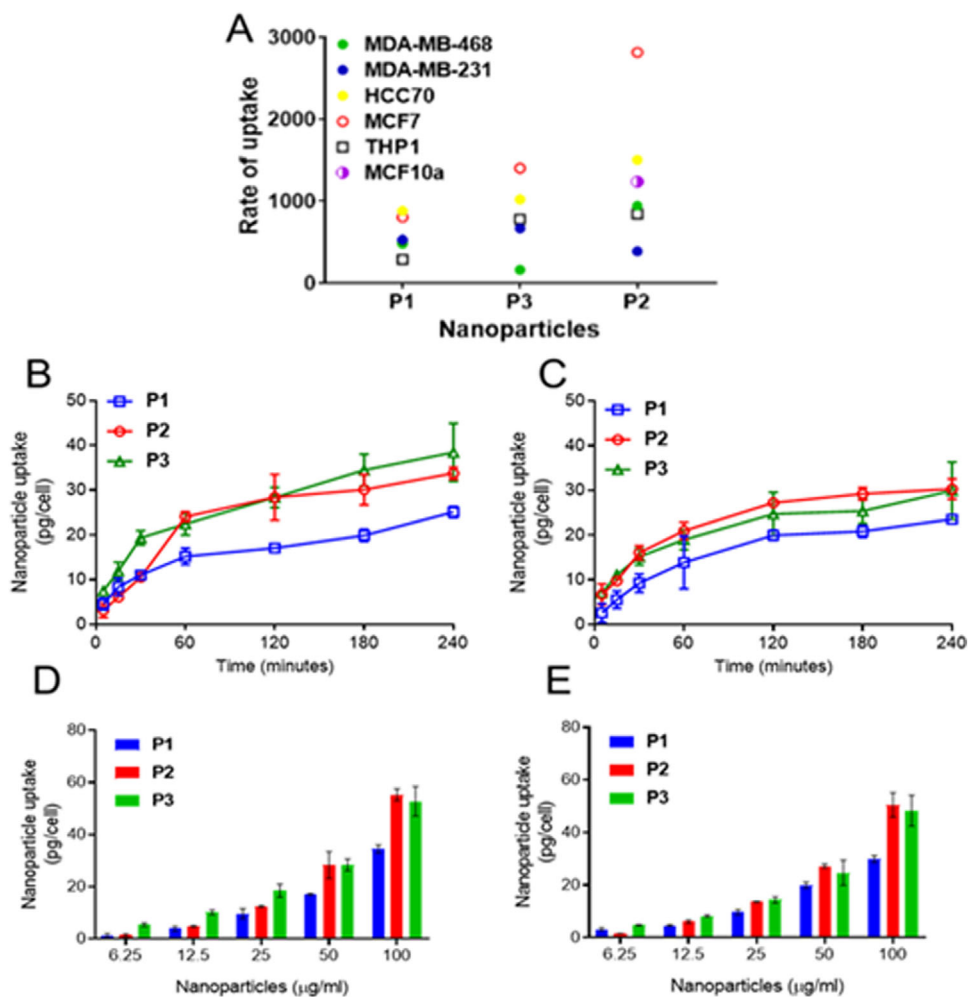 A
3000
2000
1000
0
Rate of uptake
MDA-MB-468
MDA-MB-231
HCC70
MCF7
THP1
MCF10a
P1
P3
P2
Nanoparticles
B
50
40
30
20
10
0
Nanoparticle uptake
(pg/cell)
P1
P2
P3
0
60
120
180
240
Time (minutes)
C
50
40
30
20
10
0
Nanoparticle uptake
(pg/cell)
P1
P2
P3
0
60
120
180
240
Time (minutes)
D
80
60
40
20
0
Nanoparticle uptake
(pg/cell)
P1
P2
P3
6.25
12.5
25
50
100
Nanoparticles (µg/ml)
E
80
60
40
20
0
Nanoparticle uptake
(pg/cell)
P1
P2
P3
6.25
12.5
25
50
100
Nanoparticles (µg/ml)